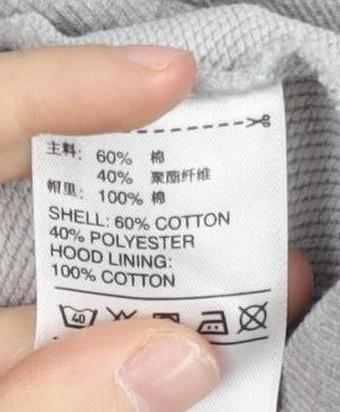 主料: 60% 棉
40% 聚酯纤维
帽里: 100% 棉
SHELL: 60% COTTON
40% POLYESTER
HOOD LINING:
100% COTTON
40